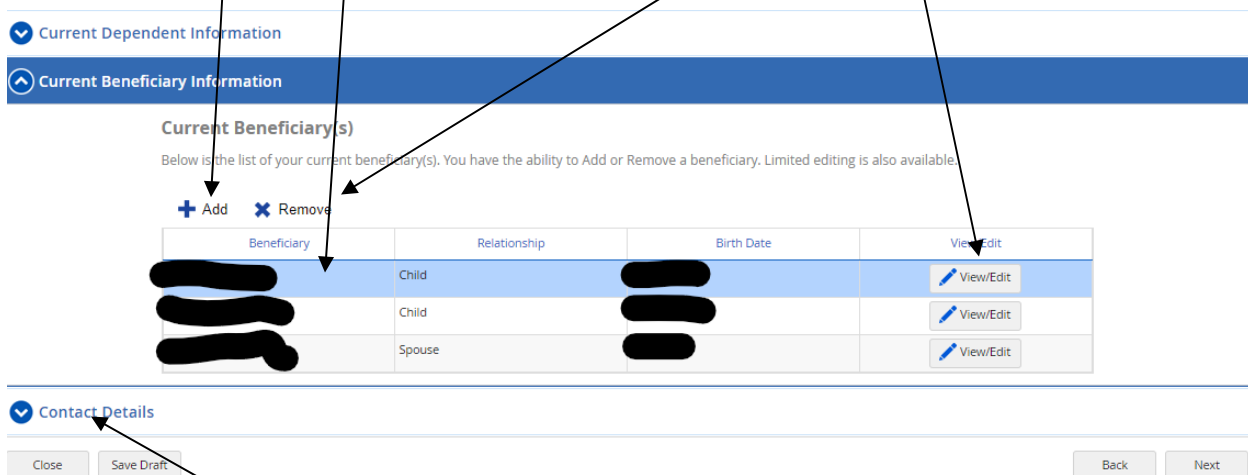 Current Dependent Information
Current Beneficiary Information
Current Beneficiary(s)
Below is the list of your current beneficiary(s). You have the ability to Add or Remove a beneficiary. Limited editing is also available.
Add Remove
Beneficiary Relationship Birth Date View/Edit
Child View/Edit
Child View/Edit
Spouse View/Edit
Contact Details
Close Save Draft Back Next